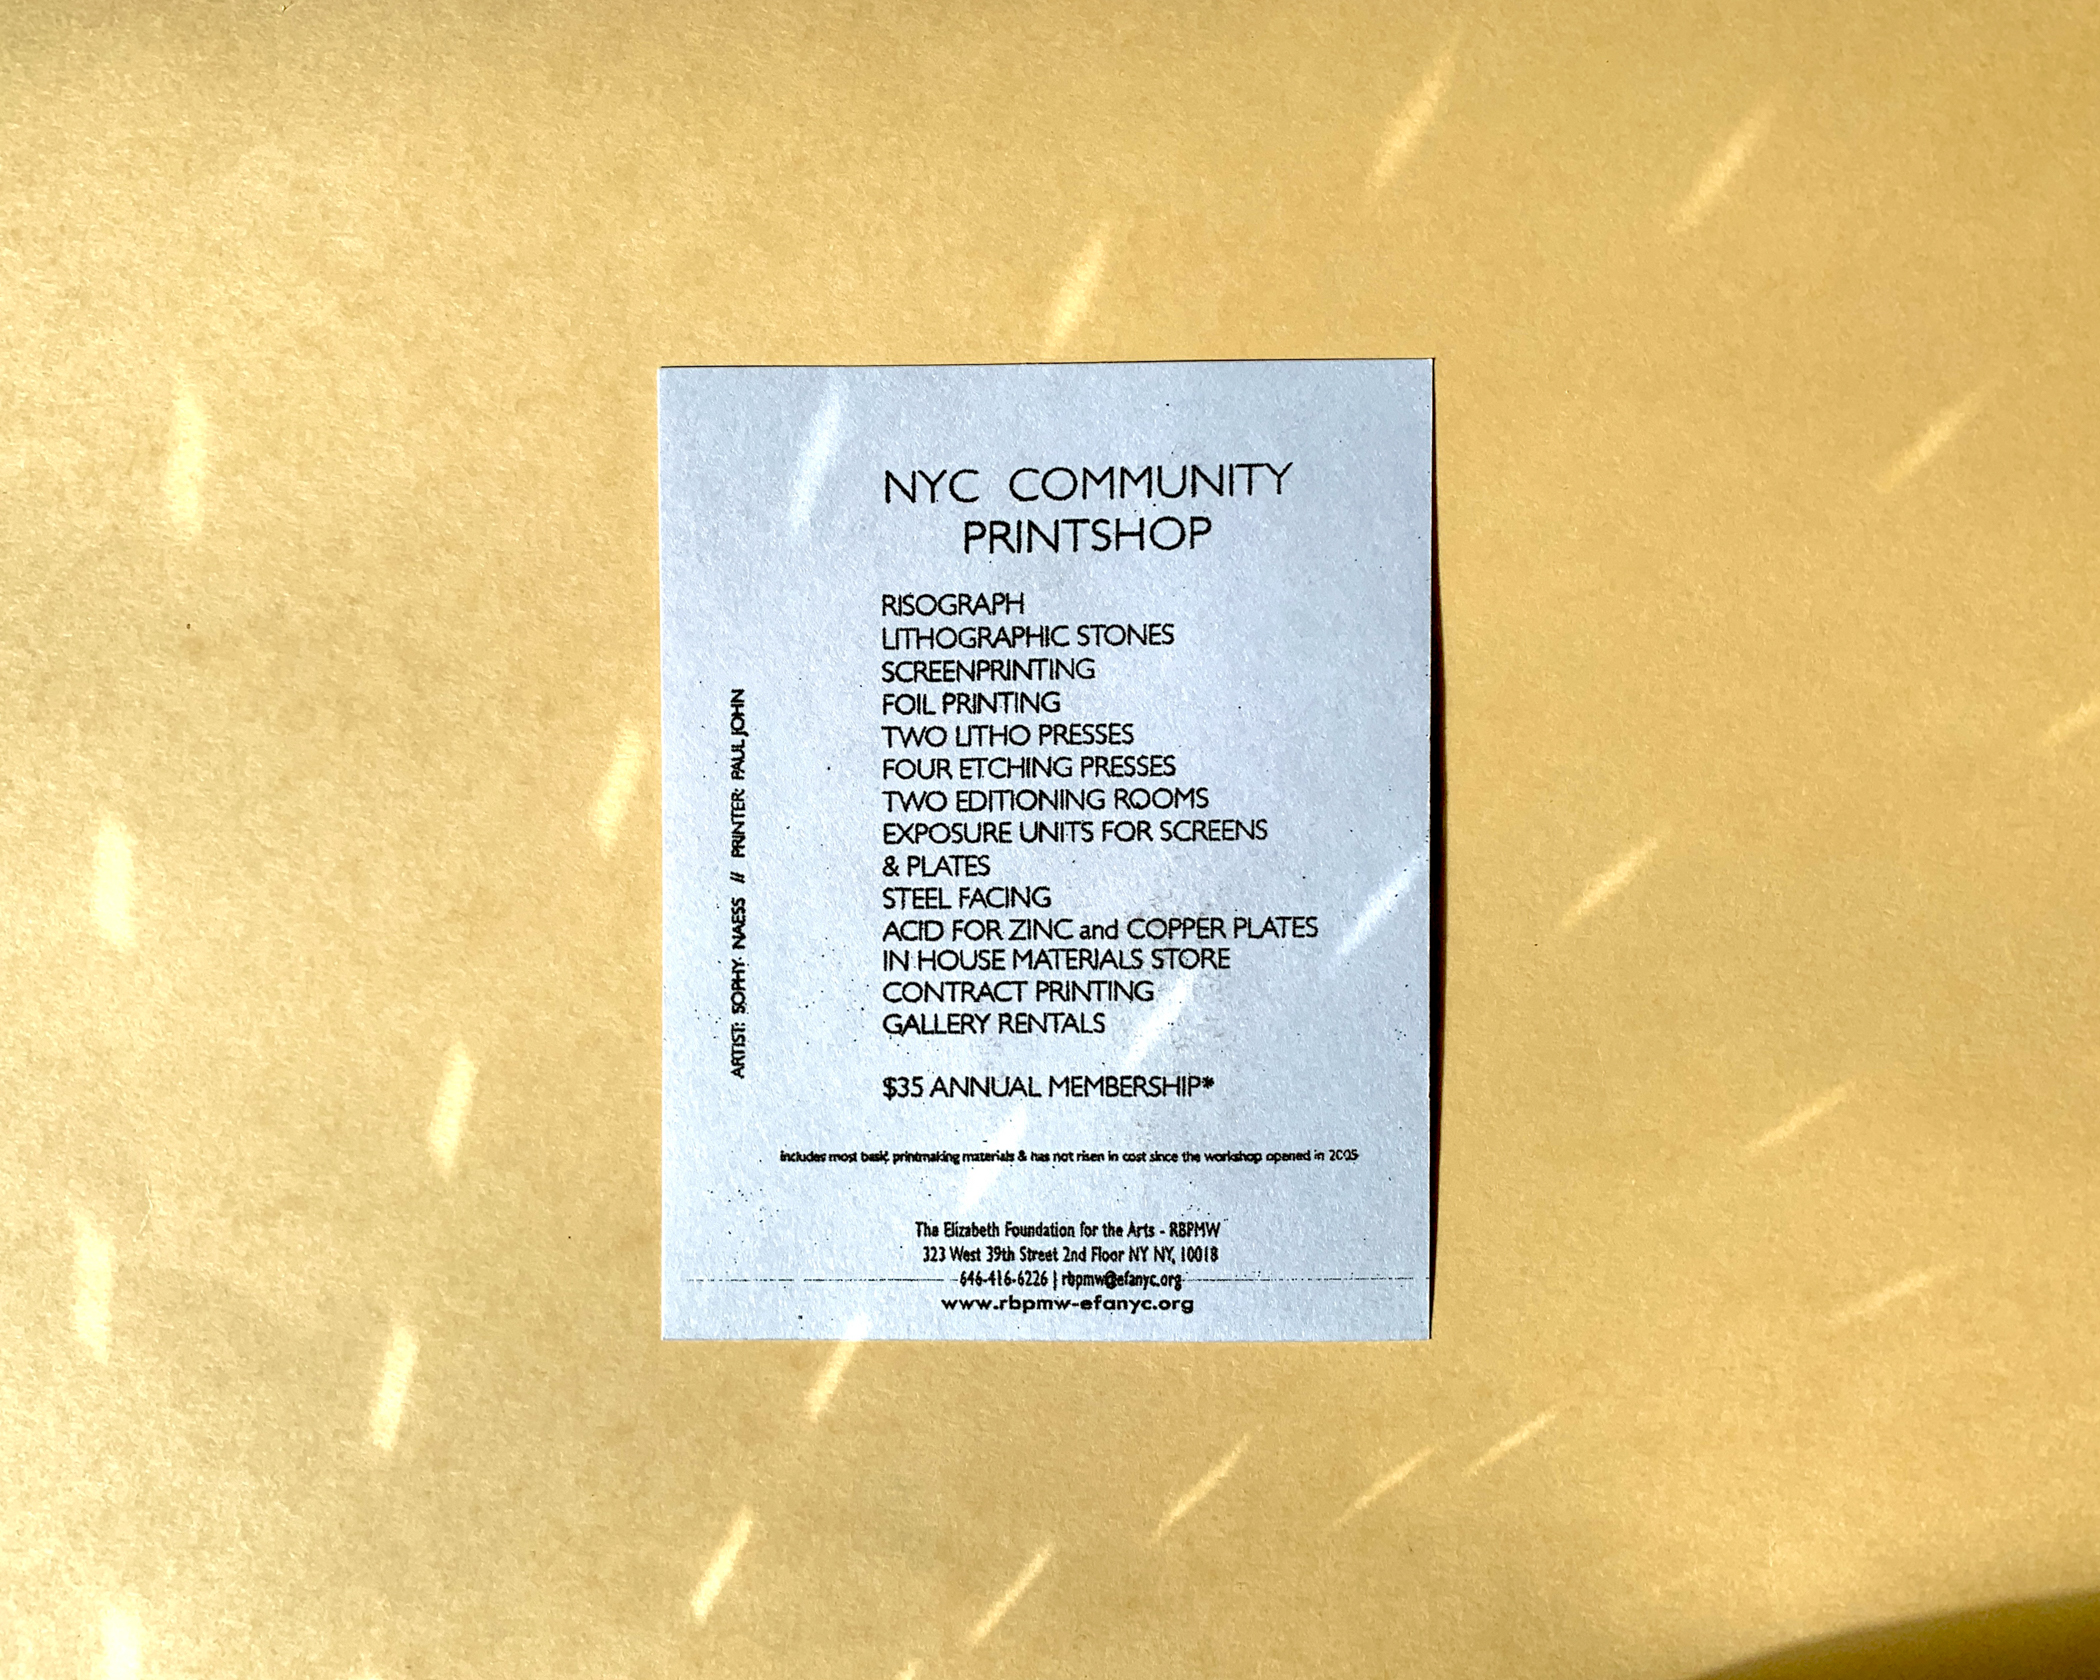 NYC COMMUNITY
PRINTSHOP
RISOGRAPH
LITHOGRAPHIC STONES
SCREENPRINTING
FOIL PRINTING
TWO LITHO PRESSES
FOUR ETCHING PRESSES
TWO EDITIONING ROOMS
EXPOSURE UNITS FOR SCREENS
& PLATES
STEEL FACING
ACID FOR ZINC and COPPER PLATES
IN HOUSE MATERIALS STORE
CONTRACT PRINTING
GALLERY RENTALS
$35 ANNUAL MEMBERSHIP*
includes most basic printmaking materials & has not risen in cost since the workshop opened in 2005
The Elizabeth Foundation for the Arts - RBPMW
323 West 39th Street 2nd Floor NY NY, 10018
646-416-6226 | rbpmw@efanyc.org
www.rbpmw-efanyc.org
ARTIST: SOPHY NAESS // PRINTER: PAUL JOHN